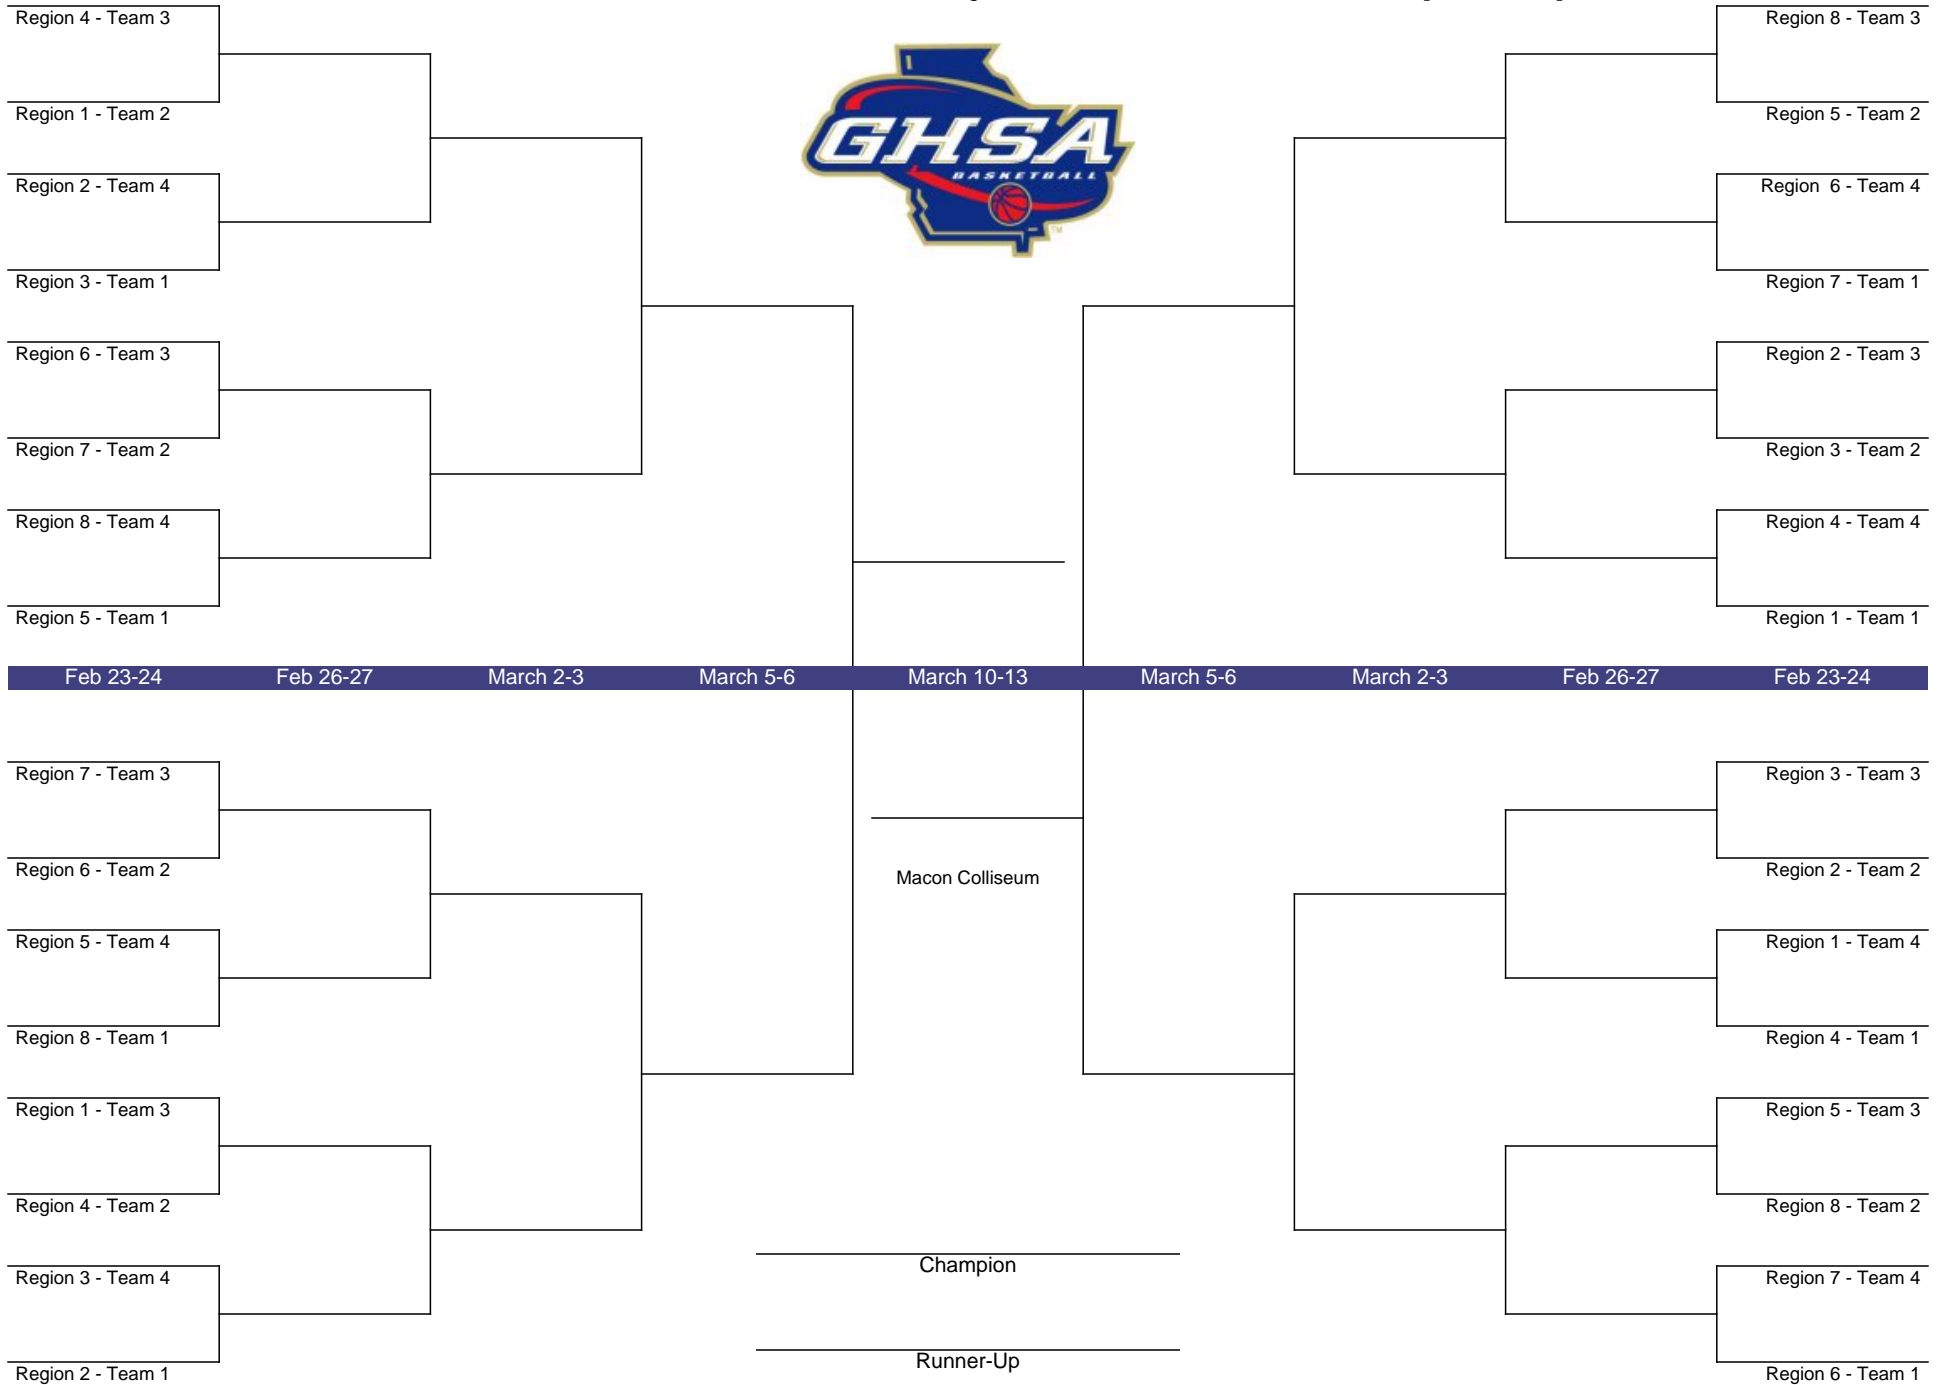 Region 4 - Team 3
Region 8 - Team 3
Region 1 - Team 2
Region 5 - Team 2
GHSA
BASKETBALL
TM
Region 2 - Team 4
Region  6 - Team 4
Region 3 - Team 1
Region 7 - Team 1
Region 6 - Team 3
Region 2 - Team 3
Region 7 - Team 2
Region 3 - Team 2
Region 8 - Team 4
Region 4 - Team 4
Region 5 - Team 1
Region 1 - Team 1
Feb 23-24 Feb 26-27 March 2-3 March 5-6 March 10-13 March 5-6 March 2-3 Feb 26-27 Feb 23-24
Region 7 - Team 3
Region 3 - Team 3
Region 6 - Team 2
Region 2 - Team 2
Macon Colliseum
Region 5 - Team 4
Region 1 - Team 4
Region 8 - Team 1
Region 4 - Team 1
Region 1 - Team 3
Region 5 - Team 3
Region 4 - Team 2
Region 8 - Team 2
Champion
Region 3 - Team 4
Region 7 - Team 4
Runner-Up
Region 2 - Team 1
Region 6 - Team 1